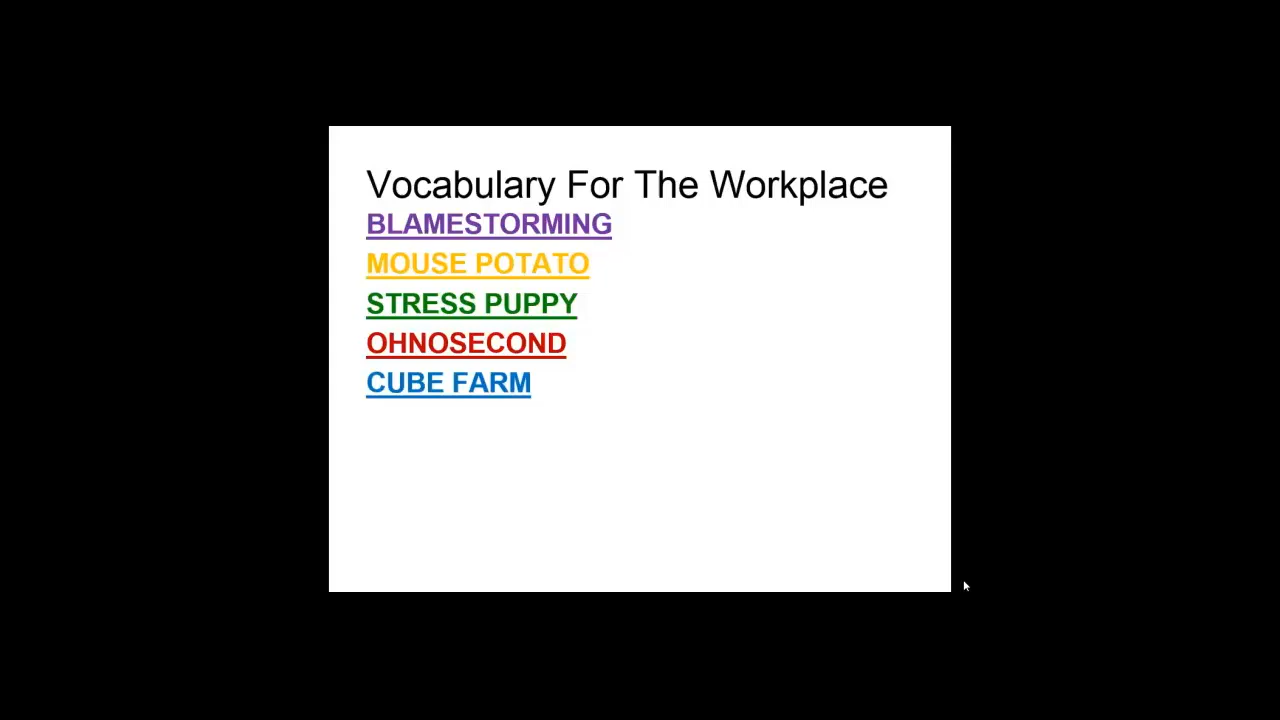 Vocabulary For The Workplace
BLAMESTORMING
MOUSE POTATO
STRESS PUPPY
OHNOSECOND
CUBE FARM